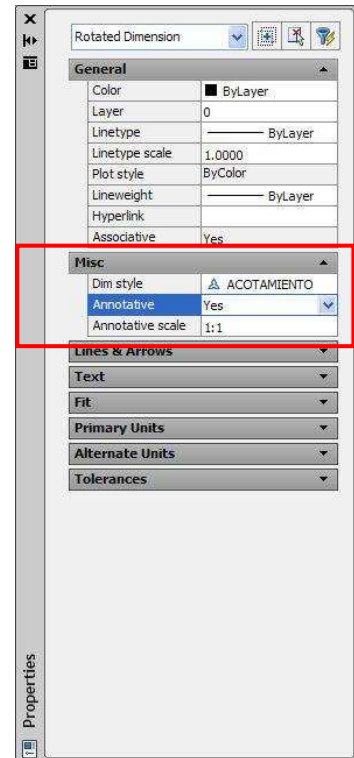 Rotated Dimension
General
Color ByLayer
Layer 0
Linetype ByLayer
Linetype scale 1.0000
Plot style ByColor
Lineweight ByLayer
Hyperlink
Associative Yes
Misc
Dim style ACOTAMIENTO
Annotative Yes
Annotative scale 1:1
Lines & Arrows
Text
Fit
Primary Units
Alternate Units
Tolerances
Properties